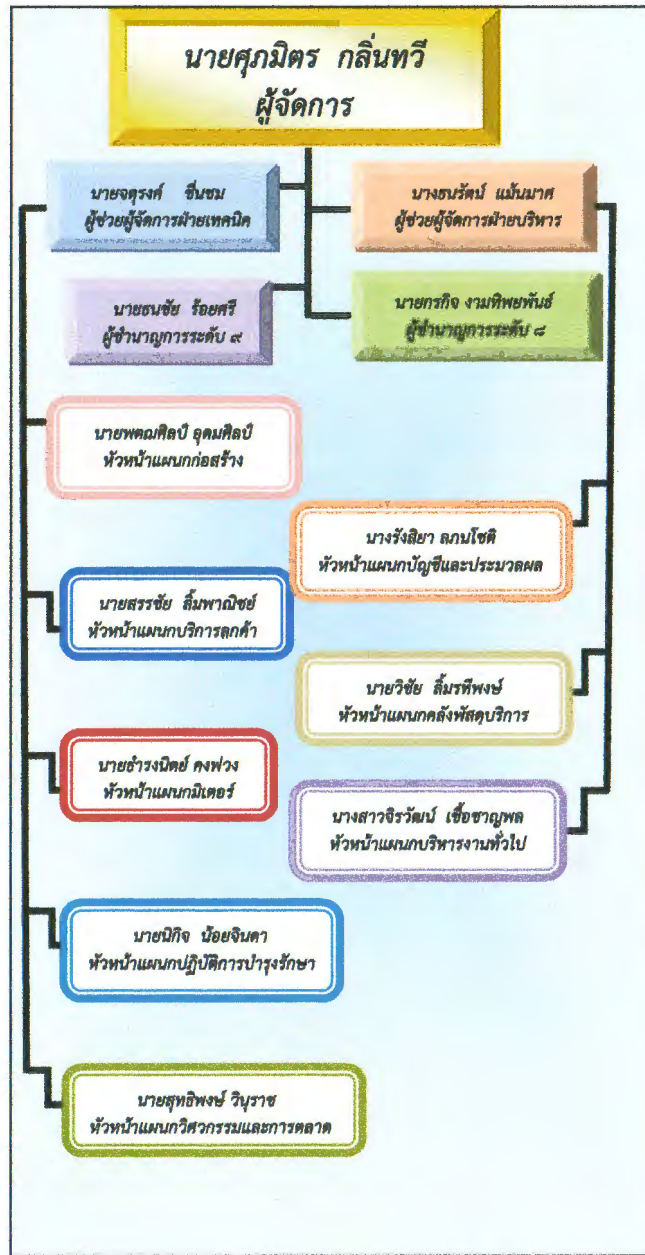 นายศุภมิตร กลิ่นทวี
ผู้จัดการ
นายจตุรงค์ ชื่นชม
ผู้ช่วยผู้จัดการฝ่ายเทคนิค
นางธนรัตน์ แม้นมาศ
ผู้ช่วยผู้จัดการฝ่ายบริหาร
นายธนชัย ร้อยศรี
ผู้ชำนาญการระดับ ๙
นายกรกิจ งามทิพยพันธ์
ผู้ชำนาญการระดับ ๘
นายพตฌศิลป์ อุดมศิลป์
หัวหน้าแผนกก่อสร้าง
นางรังสิยา ลภนโชติ
หัวหน้าแผนกบัญชีและประมวลผล
นายสรรชัย ลิ้มพาณิชย์
หัวหน้าแผนกบริการลูกค้า
นายวิชัย ลิ้มรทีพงษ์
หัวหน้าแผนกคลังพัสดุบริการ
นายธำรงนิตย์ คงพ่วง
หัวหน้าแผนกมิเตอร์
นางสาวจิรวัฒน์ เชื้อชาญพล
หัวหน้าแผนกบริหารงานทั่วไป
นายนิกิจ น้อยจินดา
หัวหน้าแผนกปฏิบัติการบำรุงรักษา
นายสุทธิพงษ์ วินุราช
หัวหน้าแผนกวิศวกรรมและการตลาด